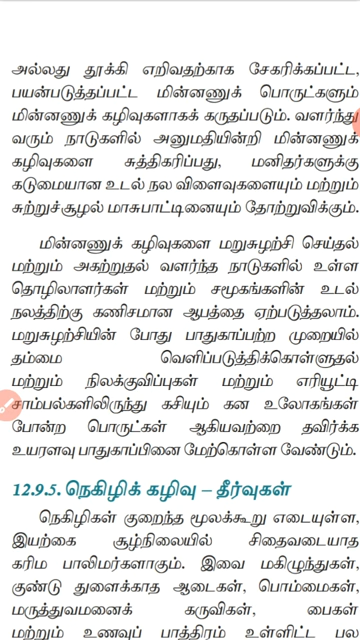 அல்லது தூக்கி எறிவதற்காக சேகரிக்கப்பட்ட,
பயன்படுத்தப்பட்ட மின்னணுக் பொருட்களும்
மின்னணுக் கழிவுகளாகக் கருதப்படும். வளர்ந்து
வரும் நாடுகளில் அனுமதியின்றி மின்னணுக்
கழிவுகளை சுத்திகரிப்பது, மனிதர்களுக்கு
கடுமையான உடல் நல விளைவுகளையும் மற்றும்
சுற்றுச்சூழல் மாசுபாட்டினையும் தோற்றுவிக்கும்.
மின்னணுக் கழிவுகளை மறுசுழற்சி செய்தல்
மற்றும் அகற்றுதல் வளர்ந்த நாடுகளில் உள்ள
தொழிலாளர்கள் மற்றும் சமூகங்களின் உடல்
நலத்திற்கு கணிசமான ஆபத்தை ஏற்படுத்தலாம்.
மறுசுழற்சியின் போது பாதுகாப்பற்ற முறையில்
தம்மை வெளிப்படுத்திக்கொள்ளுதல்
மற்றும் நிலக்குவிப்புகள் மற்றும் எரியூட்டி
சாம்பல்களிலிருந்து கசியும் கன உலோகங்கள்
போன்ற பொருட்கள் ஆகியவற்றை தவிர்க்க
உயரளவு பாதுகாப்பினை மேற்கொள்ள வேண்டும்.
12.9.5. நெகிழிக் கழிவு – தீர்வுகள்
நெகிழிகள் குறைந்த மூலக்கூறு எடையுள்ள,
இயற்கை சூழ்நிலையில் சிதைவடையாத
கரிம பாலிமர்களாகும். இவை மகிழுந்துகள்,
குண்டு துளைக்காத ஆடைகள், பொம்மைகள்,
மருத்துவமனைக் கருவிகள், பைகள்
மற்றும் உணவுப் பாத்திரம் உள்ளிட்ட பல